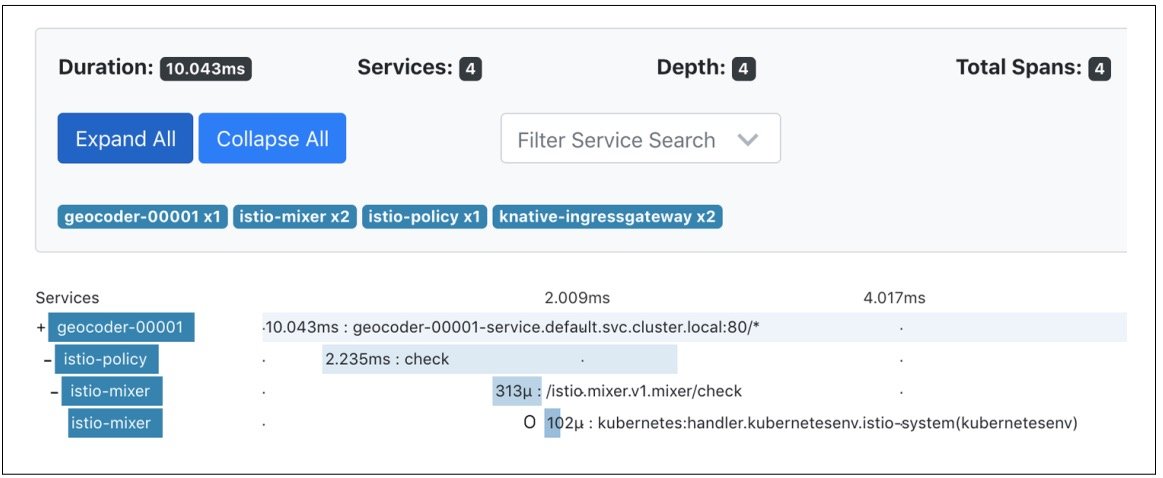 Duration: 10.043ms Services: 4 Depth: 4 Total Spans: 4
Expand All Collapse All Filter Service Search
geocoder-00001 x1 istio-mixer x2 istio-policy x1 knative-ingressgateway x2
Services 2.009ms 4.017ms
+ geocoder-00001 10.043ms : geocoder-00001-service.default.svc.cluster.local:80/*
– istio-policy 2.235ms : check
– istio-mixer 313μ : /istio.mixer.v1.mixer/check
istio-mixer O 102μ : kubernetes:handler.kubernetesenv.istio-system(kubernetesenv)